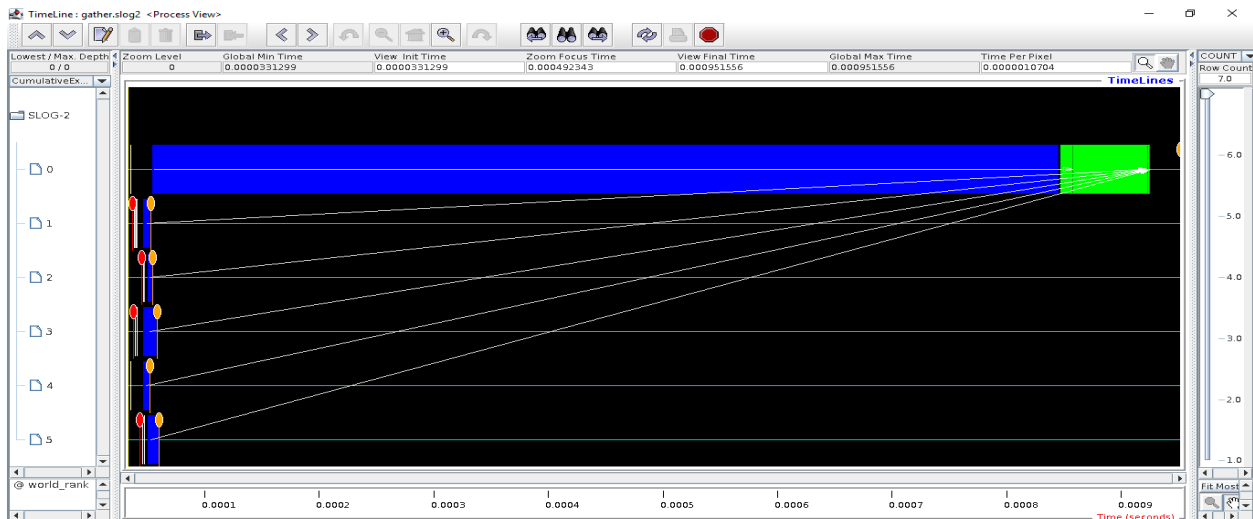 TimeLine : gather.slog2 <Process View>
Lowest / Max. Depth
0 / 0
Zoom Level
0
Global Min Time
0.0000331299
View Init Time
0.0000331299
Zoom Focus Time
0.000492343
View Final Time
0.000951556
Global Max Time
0.000951556
Time Per Pixel
0.0000010704
COUNT
Row Count
7.0
CumulativeEx...
TimeLines
SLOG-2
0
1
2
3
4
5
6.0
5.0
4.0
3.0
2.0
1.0
@ world_rank
Fit Most
0.0001
0.0002
0.0003
0.0004
0.0005
0.0006
0.0007
0.0008
0.0009
Time (seconds)